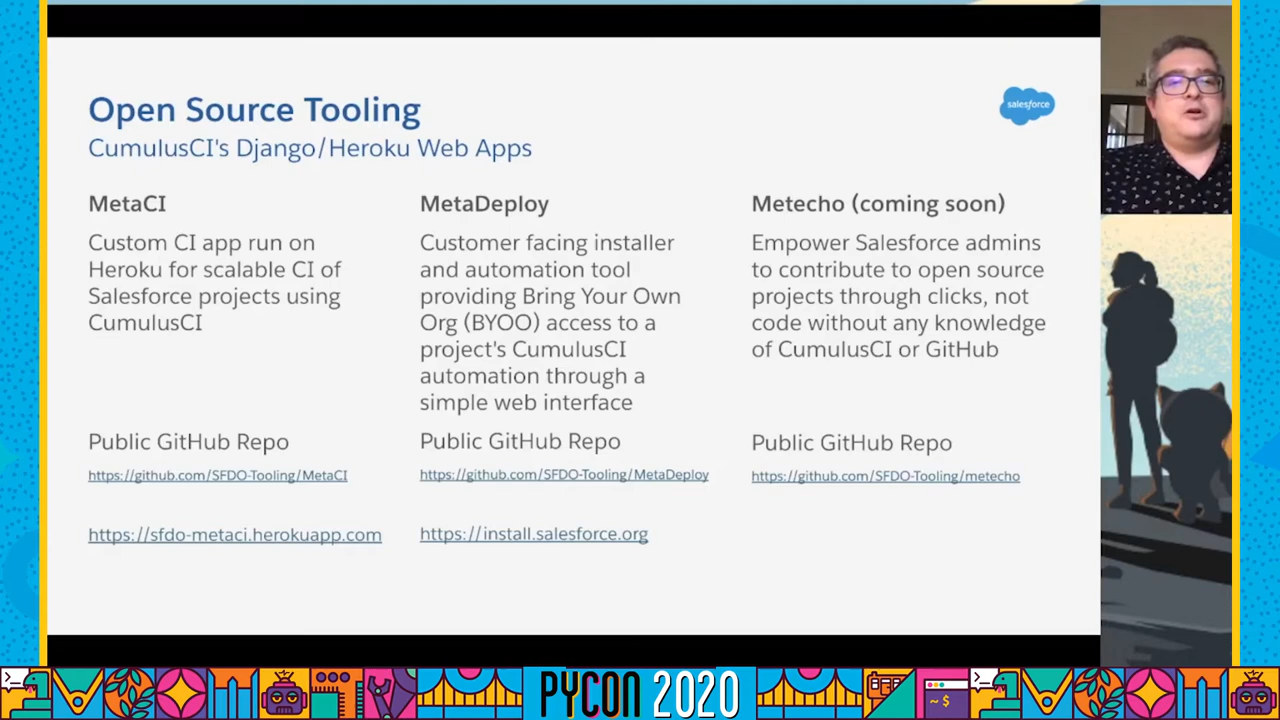 Open Source Tooling
CumulusCI's Django/Heroku Web Apps
salesforce
MetaCI
Custom CI app run on
Heroku for scalable CI of
Salesforce projects using
CumulusCI
Public GitHub Repo
https://github.com/SFDO-Tooling/MetaCI
https://sfdo-metaci.herokuapp.com
MetaDeploy
Customer facing installer
and automation tool
providing Bring Your Own
Org (BYOO) access to a
project's CumulusCI
automation through a
simple web interface
Public GitHub Repo
https://github.com/SFDO-Tooling/MetaDeploy
https://install.salesforce.org
Metecho (coming soon)
Empower Salesforce admins
to contribute to open source
projects through clicks, not
code without any knowledge
of CumulusCI or GitHub
Public GitHub Repo
https://github.com/SFDO-Tooling/metecho
PYCON 2020
~$